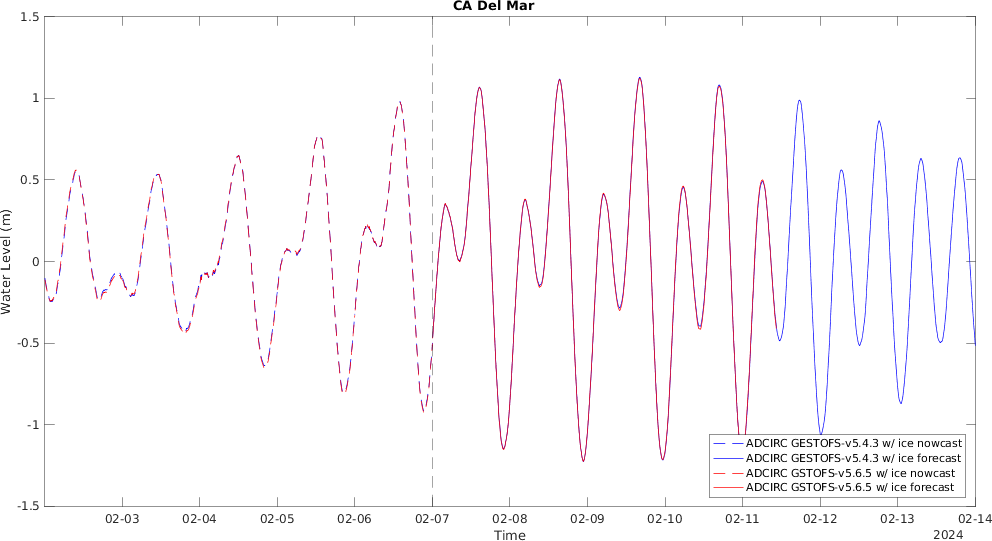 CA Del Mar
1.5
1
0.5
0
-0.5
-1
-1.5
Water Level (m)
02-03 02-04 02-05 02-06 02-07 02-08 02-09 02-10 02-11 02-12 02-13 02-14
Time
2024
ADCIRC GESTOFS-v5.4.3 w/ ice nowcast
ADCIRC GESTOFS-v5.4.3 w/ ice forecast
ADCIRC GSTOFS-v5.6.5 w/ ice nowcast
ADCIRC GSTOFS-v5.6.5 w/ ice forecast